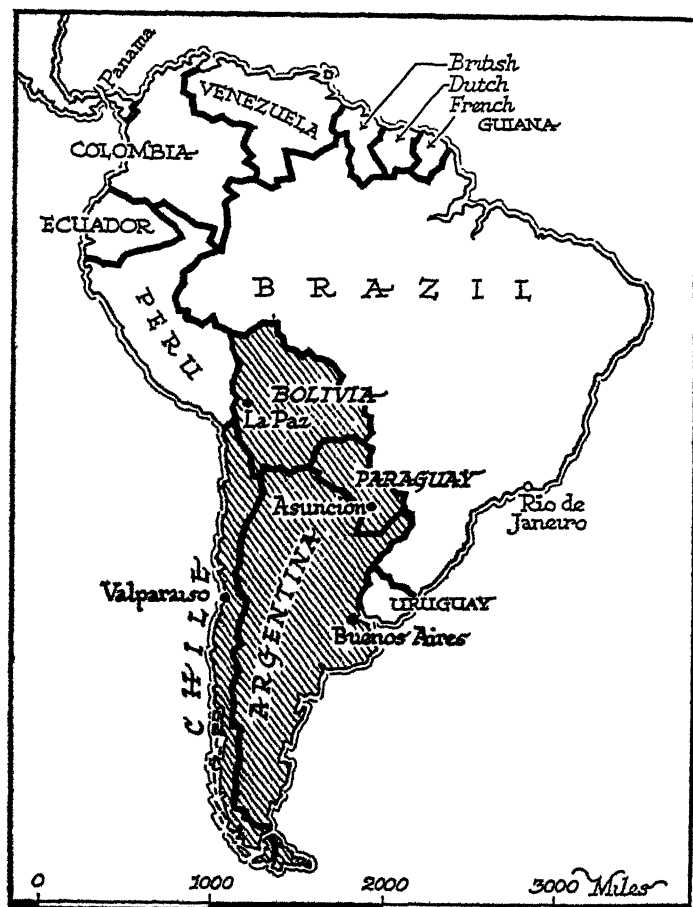 Panama
British
Dutch
French
GUIANA
VENEZUELA
COLOMBIA
ECUADOR
BRAZIL
PERU
BOLIVIA
La Paz
PARAGUAY
Asunción
Rio de
Janeiro
CHILE
Valparaiso
ARGENTINA
URUGUAY
Buenos Aires
0 1000 2000 3000 Miles